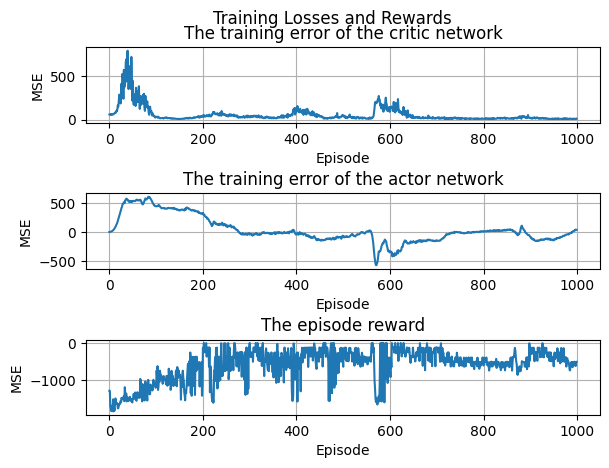 Training Losses and Rewards
The training error of the critic network
500
0
MSE
0 200 400 600 800 1000
Episode
The training error of the actor network
500
0
−500
MSE
0 200 400 600 800 1000
Episode
The episode reward
0
−1000
MSE
0 200 400 600 800 1000
Episode